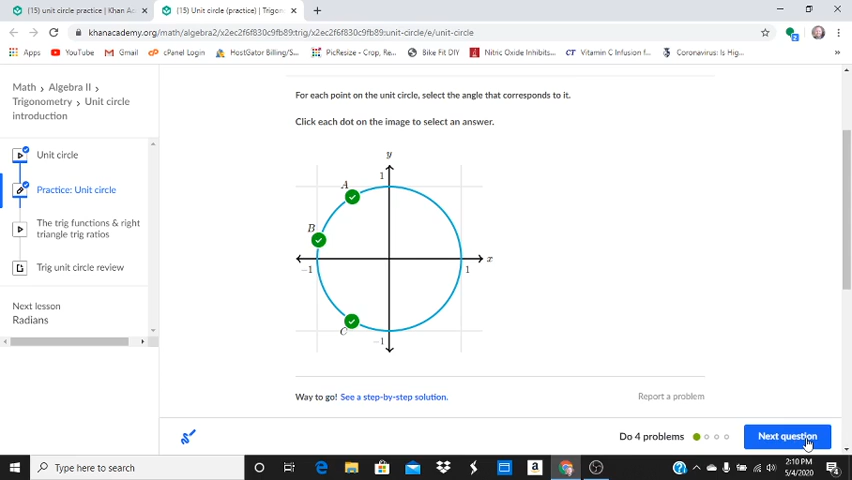 (15) unit circle practice | Khan Ac
(15) Unit circle (practice) | Trigon
khanacademy.org/math/algebra2/x2ec2f6f830c9fb89:trig/x2ec2f6f830c9fb89:unit-circle/e/unit-circle
Apps YouTube Gmail cPanel Login HostGator Billing/S... PicResize - Crop, Re... Bike Fit DIY Nitric Oxide Inhibits... CT Vitamin C Infusion f... Coronavirus: Is Hig...
Math > Algebra II >
Trigonometry > Unit circle
introduction
Unit circle
Practice: Unit circle
The trig functions & right
triangle trig ratios
Trig unit circle review
Next lesson
Radians
For each point on the unit circle, select the angle that corresponds to it.
Click each dot on the image to select an answer.
y
1
A
B
x
−1
1
C
−1
Way to go! See a step-by-step solution.
Report a problem
Do 4 problems
Next question
Type here to search
2:10 PM
5/4/2020
4